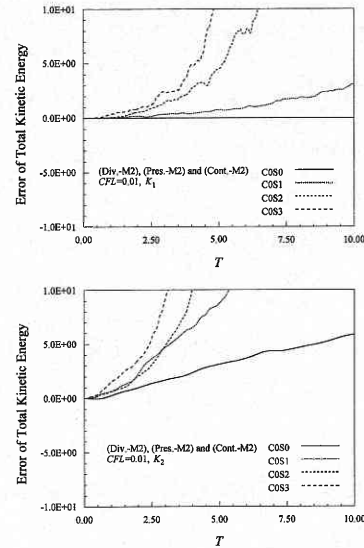 1.0E+01
5.0E+00
0.0E+00
-5.0E+00
-1.0E+01
Error of Total Kinetic Energy
(Div.-M2), (Pres.-M2) and (Cont.-M2)
CFL=0.01, K1
C0S0
C0S1
C0S2
C0S3
0.00 2.50 5.00 7.50 10.00
T
1.0E+01
5.0E+00
0.0E+00
-5.0E+00
-1.0E+01
Error of Total Kinetic Energy
(Div.-M2), (Pres.-M2) and (Cont.-M2)
CFL=0.01, K2
C0S0
C0S1
C0S2
C0S3
0.00 2.50 5.00 7.50 10.00
T